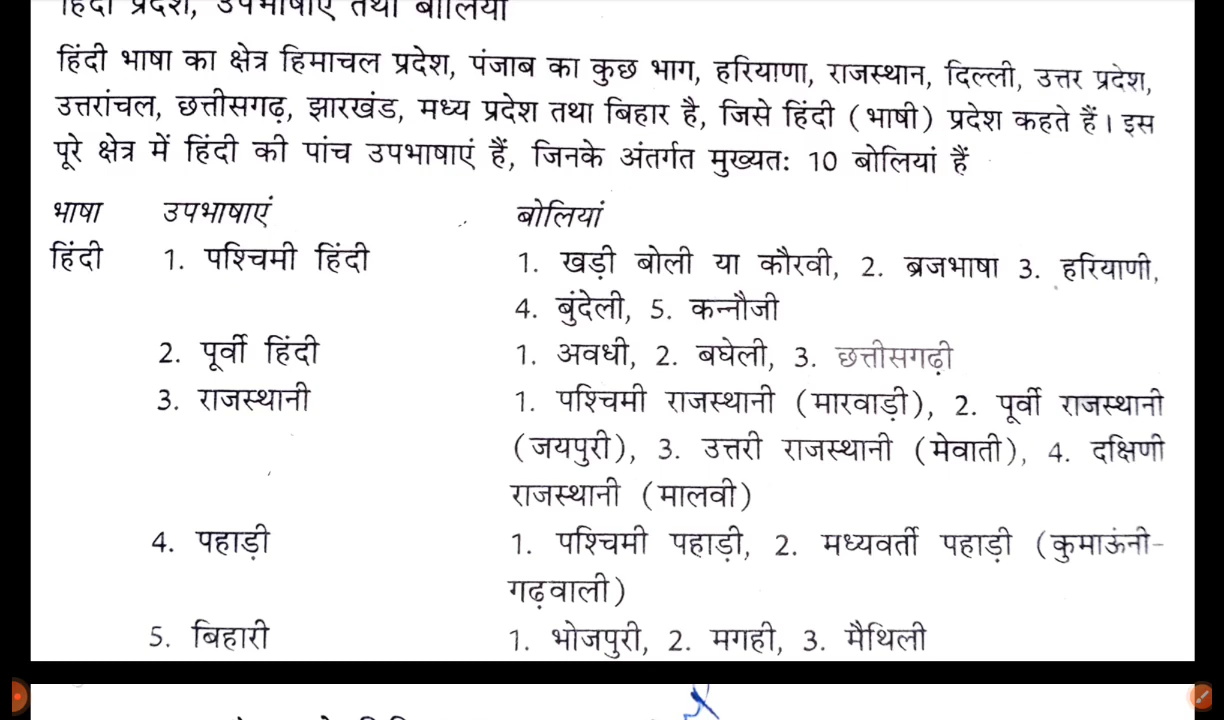 हिंदी प्रदेश, उपभाषाएं तथा बोलियां
हिंदी भाषा का क्षेत्र हिमाचल प्रदेश, पंजाब का कुछ भाग, हरियाणा, राजस्थान, दिल्ली, उत्तर प्रदेश,
उत्तरांचल, छत्तीसगढ़, झारखंड, मध्य प्रदेश तथा बिहार है, जिसे हिंदी (भाषी) प्रदेश कहते हैं। इस
पूरे क्षेत्र में हिंदी की पांच उपभाषाएं हैं, जिनके अंतर्गत मुख्यतः 10 बोलियां हैं
भाषा उपभाषाएं बोलियां
हिंदी 1. पश्चिमी हिंदी 1. खड़ी बोली या कौरवी, 2. ब्रजभाषा 3. हरियाणी,
4. बुंदेली, 5. कन्नौजी
2. पूर्वी हिंदी 1. अवधी, 2. बघेली, 3. छत्तीसगढ़ी
3. राजस्थानी 1. पश्चिमी राजस्थानी (मारवाड़ी), 2. पूर्वी राजस्थानी
(जयपुरी), 3. उत्तरी राजस्थानी (मेवाती), 4. दक्षिणी
राजस्थानी (मालवी)
4. पहाड़ी 1. पश्चिमी पहाड़ी, 2. मध्यवर्ती पहाड़ी (कुमाऊंनी-
गढ़वाली)
5. बिहारी 1. भोजपुरी, 2. मगही, 3. मैथिली